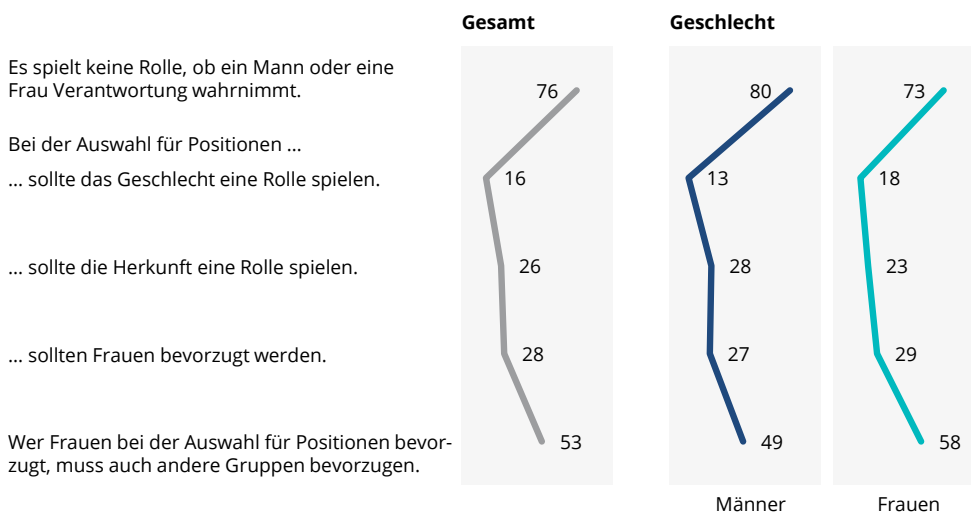 Gesamt Geschlecht
Es spielt keine Rolle, ob ein Mann oder eine
Frau Verantwortung wahrnimmt.
76 80 73
Bei der Auswahl für Positionen ...
... sollte das Geschlecht eine Rolle spielen.
16 13 18
... sollte die Herkunft eine Rolle spielen.
26 28 23
... sollten Frauen bevorzugt werden.
28 27 29
Wer Frauen bei der Auswahl für Positionen bevor-
zugt, muss auch andere Gruppen bevorzugen.
53 49 58
Männer Frauen